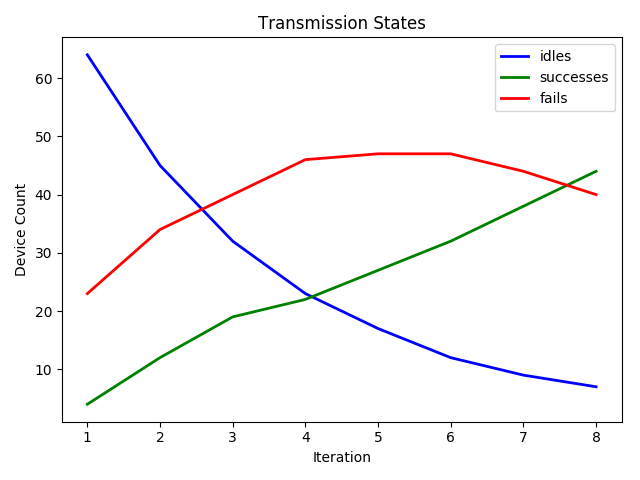 Transmission States
idles
successes
fails
60
50
40
30
20
10
Device Count
1 2 3 4 5 6 7 8
Iteration